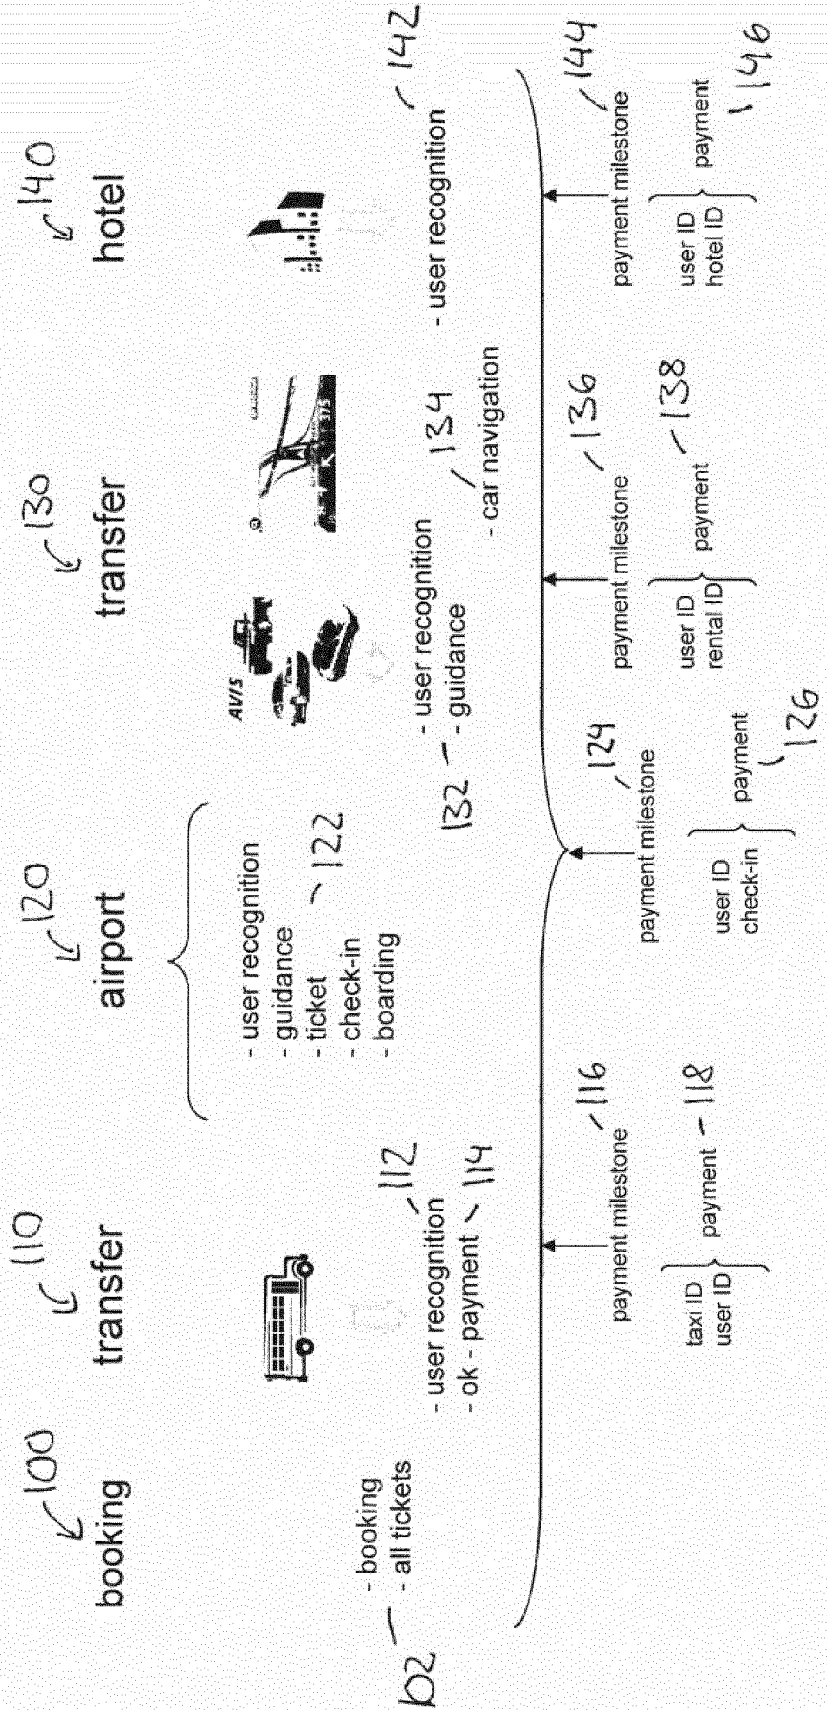 100
booking
102
- booking
- all tickets
110
transfer
112
- user recognition
- ok - payment
114
116
payment milestone
taxi ID
user ID
payment
118
120
airport
- user recognition
- guidance
- ticket
- check-in
- boarding
122
124
payment milestone
user ID
check-in
payment
126
130
transfer
AVIS
132
- user recognition
- guidance
134
- car navigation
136
payment milestone
user ID
rental ID
payment
138
140
hotel
142
- user recognition
144
payment milestone
user ID
hotel ID
payment
146